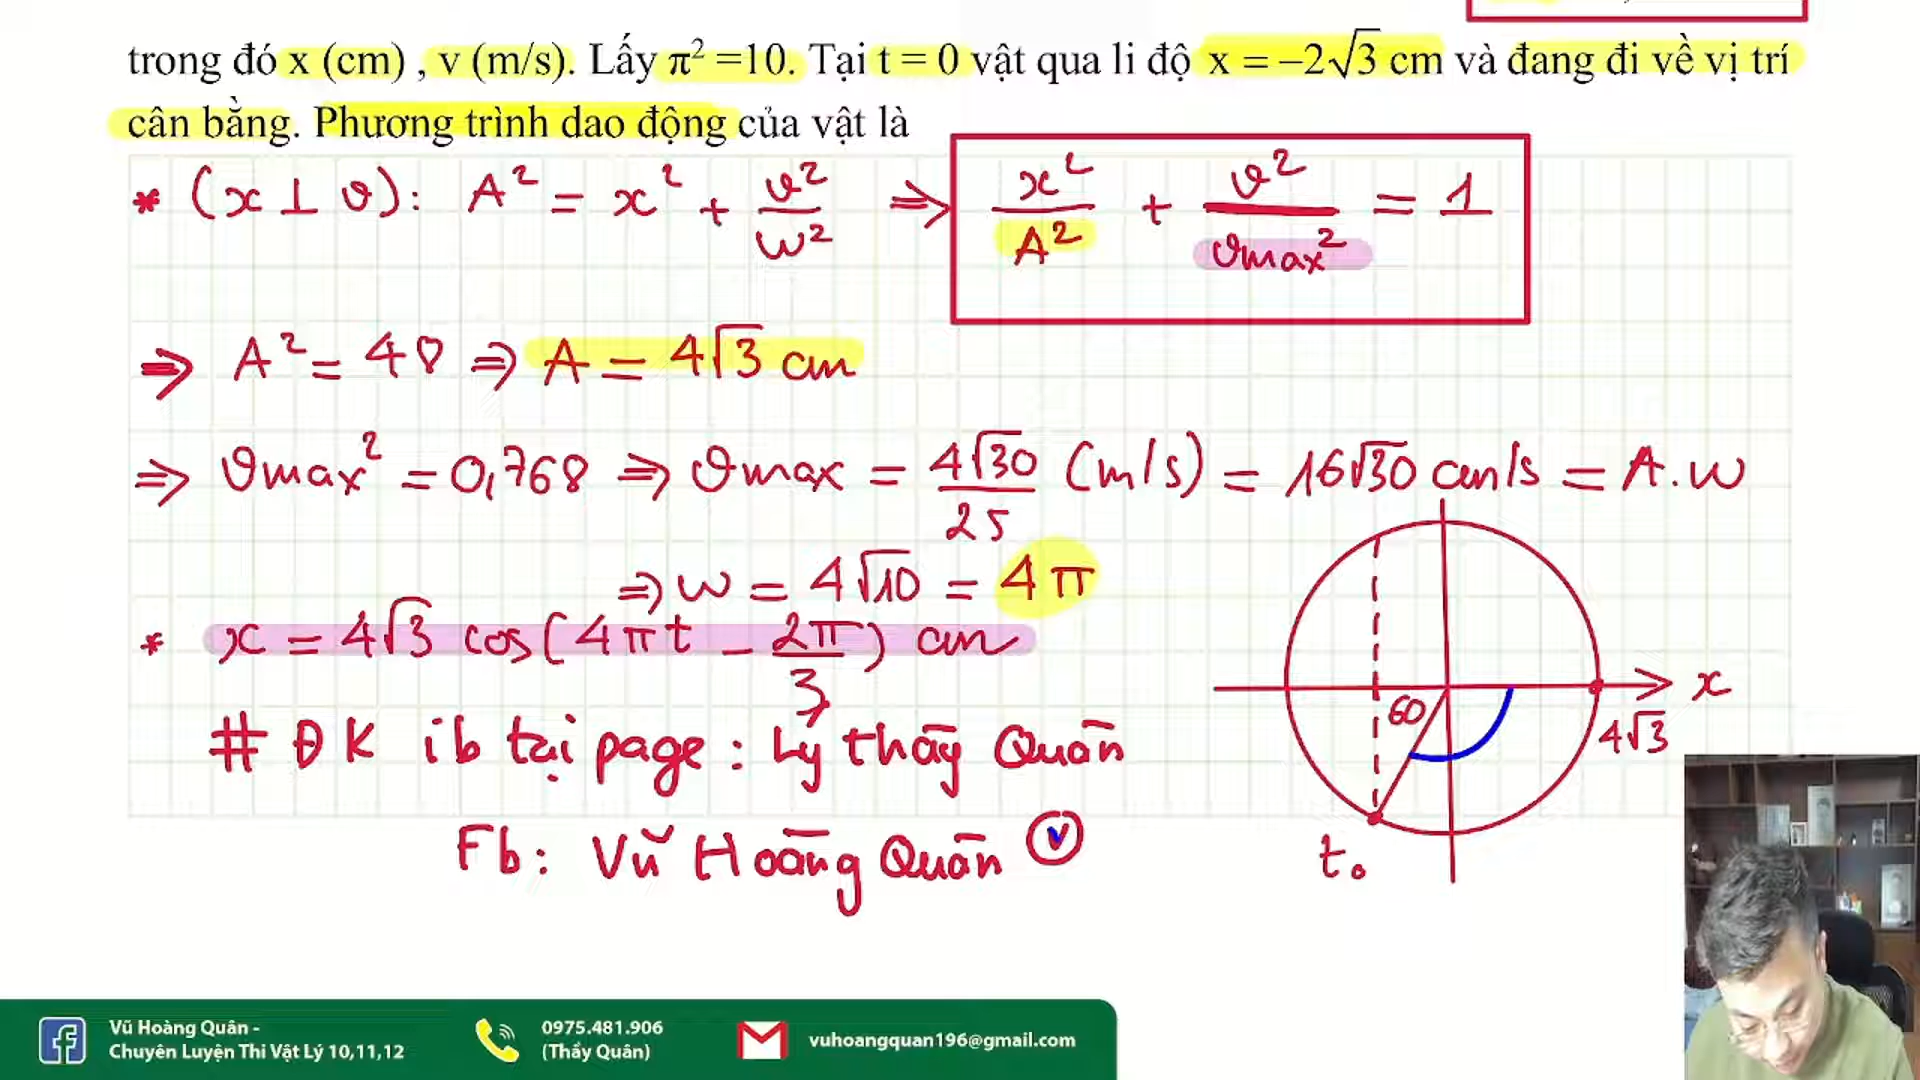 trong đó x (cm) , v (m/s). Lấy π² =10. Tại t = 0 vật qua li độ x = −2√3 cm và đang đi về vị trí
cân bằng. Phương trình dao động của vật là
* (x ⊥ v): A² = x² + v²/ω² ⇒ x²/A² + v²/vmax² = 1
⇒ A² = 48 ⇒ A = 4√3 cm
⇒ vmax² = 0,768 ⇒ vmax = 4√30/25 (m/s) = 16√30 cm/s = A.ω
⇒ ω = 4√10 = 4π
* x = 4√3 cos(4πt − 2π/3) cm
60
x
4√3
# ĐK ib tại page: Lý thầy Quân
Fb: Vũ Hoàng Quân v
t₀
Vũ Hoàng Quân -
Chuyên Luyện Thi Vật Lý 10,11,12
0975.481.906
(Thầy Quân)
vuhoangquan196@gmail.com